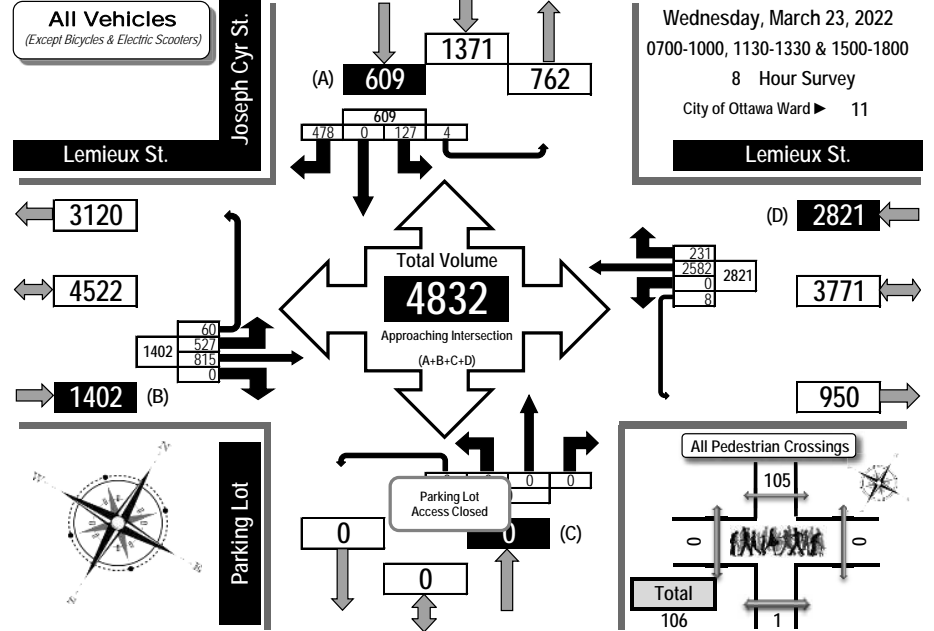 All Vehicles
(Except Bicycles & Electric Scooters)
Joseph Cyr St.
Lemieux St.
1371
(A) 609
762
609
478 0 127 4
Wednesday, March 23, 2022
0700-1000, 1130-1330 & 1500-1800
8 Hour Survey
City of Ottawa Ward ► 11
Lemieux St.
3120
4522
1402
60
527
815
0
1402 (B)
Total Volume
4832
Approaching Intersection
(A+B+C+D)
231
2582
0
8
2821
(D) 2821
3771
950
Parking Lot
0 0
Parking Lot
Access Closed
0
0 (C)
0
All Pedestrian Crossings
105
0
0
Total
106
1
N
E
S
W